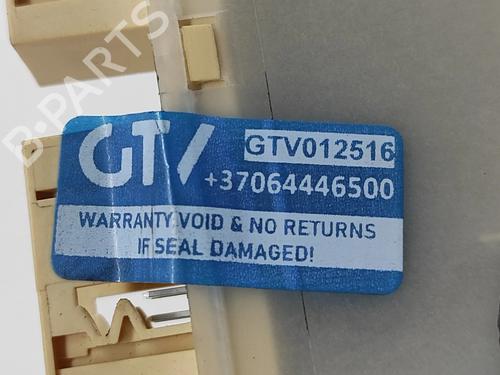 B-PARTS
GTV
GTV012516
+37064446500
WARRANTY VOID & NO RETURNS
IF SEAL DAMAGED!